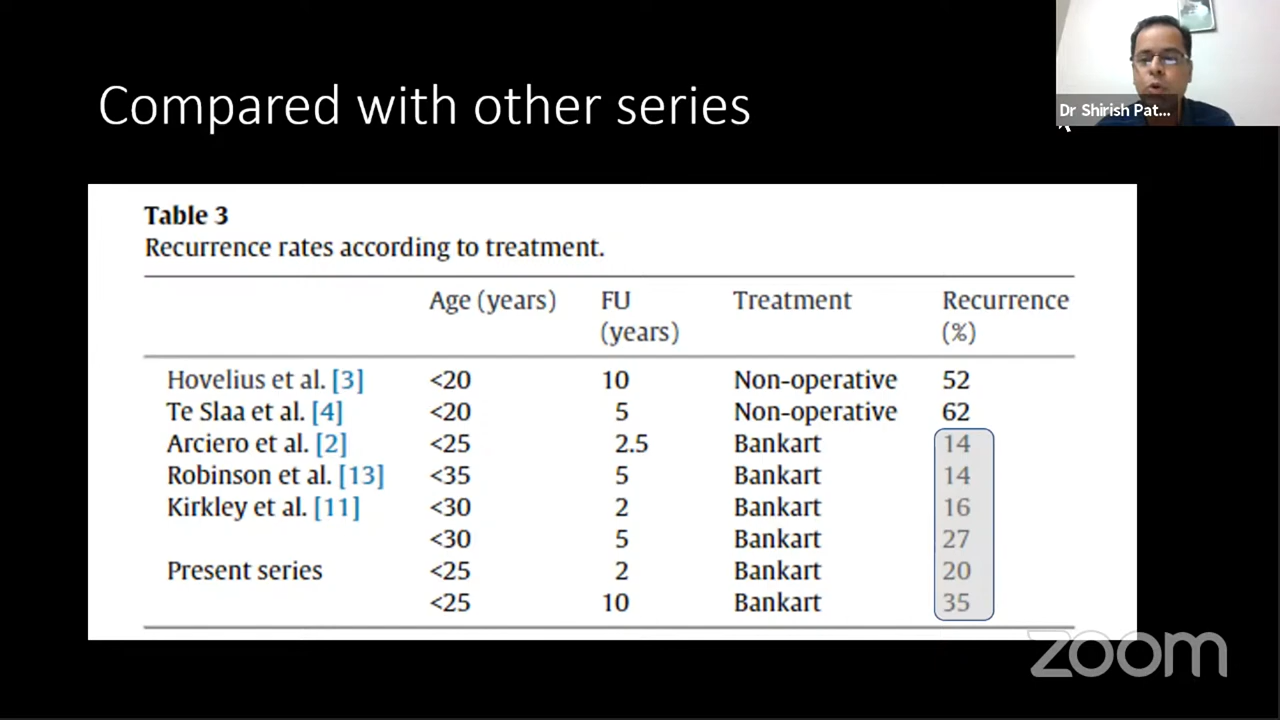 Compared with other series
Dr Shirish Pat...
Table 3
Recurrence rates according to treatment.
Age (years) FU (years) Treatment Recurrence (%)
Hovelius et al. [3] <20 10 Non-operative 52
Te Slaa et al. [4] <20 5 Non-operative 62
Arciero et al. [2] <25 2.5 Bankart 14
Robinson et al. [13] <35 5 Bankart 14
Kirkley et al. [11] <30 2 Bankart 16
<30 5 Bankart 27
Present series <25 2 Bankart 20
<25 10 Bankart 35
zoom